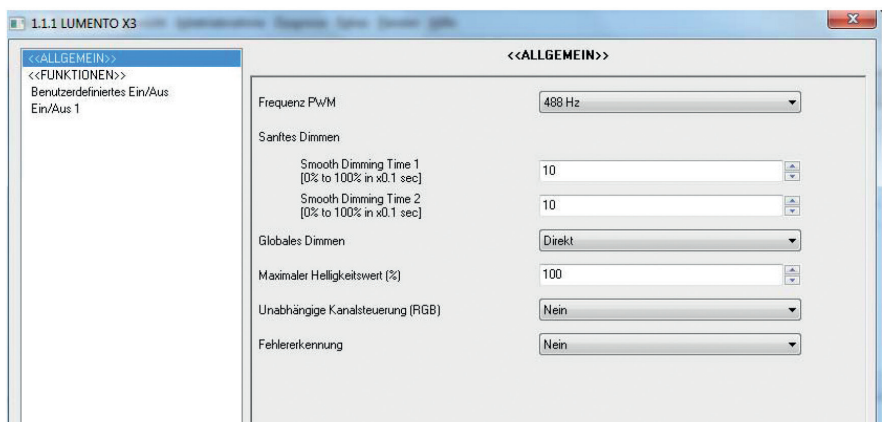 1.1.1 LUMENTO X3
<<ALLGEMEIN>>
<<FUNKTIONEN>>
Benutzerdefiniertes Ein/Aus
Ein/Aus 1
<<ALLGEMEIN>>
Frequenz PWM
488 Hz
Sanftes Dimmen
Smooth Dimming Time 1
[0% to 100% in x0.1 sec]
10
Smooth Dimming Time 2
[0% to 100% in x0.1 sec]
10
Globales Dimmen
Direkt
Maximaler Helligkeitswert (%)
100
Unabhängige Kanalsteuerung (RGB)
Nein
Fehlererkennung
Nein